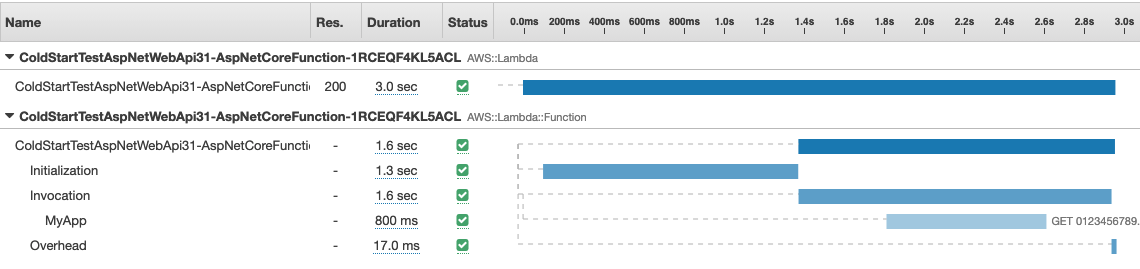 Name Res. Duration Status 0.0ms 200ms 400ms 600ms 800ms 1.0s 1.2s 1.4s 1.6s 1.8s 2.0s 2.2s 2.4s 2.6s 2.8s 3.0s
ColdStartTestAspNetWebApi31-AspNetCoreFunction-1RCEQF4KL5ACL AWS::Lambda
ColdStartTestAspNetWebApi31-AspNetCoreFuncti 200 3.0 sec
ColdStartTestAspNetWebApi31-AspNetCoreFunction-1RCEQF4KL5ACL AWS::Lambda::Function
ColdStartTestAspNetWebApi31-AspNetCoreFuncti - 1.6 sec
Initialization - 1.3 sec
Invocation - 1.6 sec
MyApp - 800 ms GET 0123456789.
Overhead - 17.0 ms